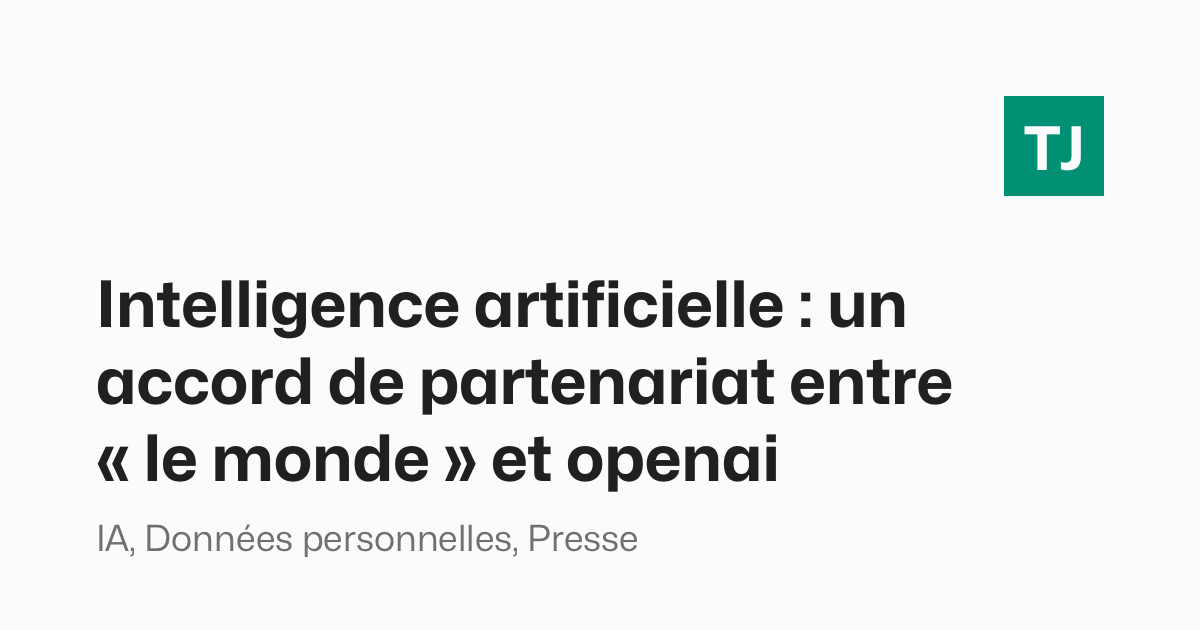 TJ
Intelligence artificielle : un
accord de partenariat entre
« le monde » et openai
IA, Données personnelles, Presse